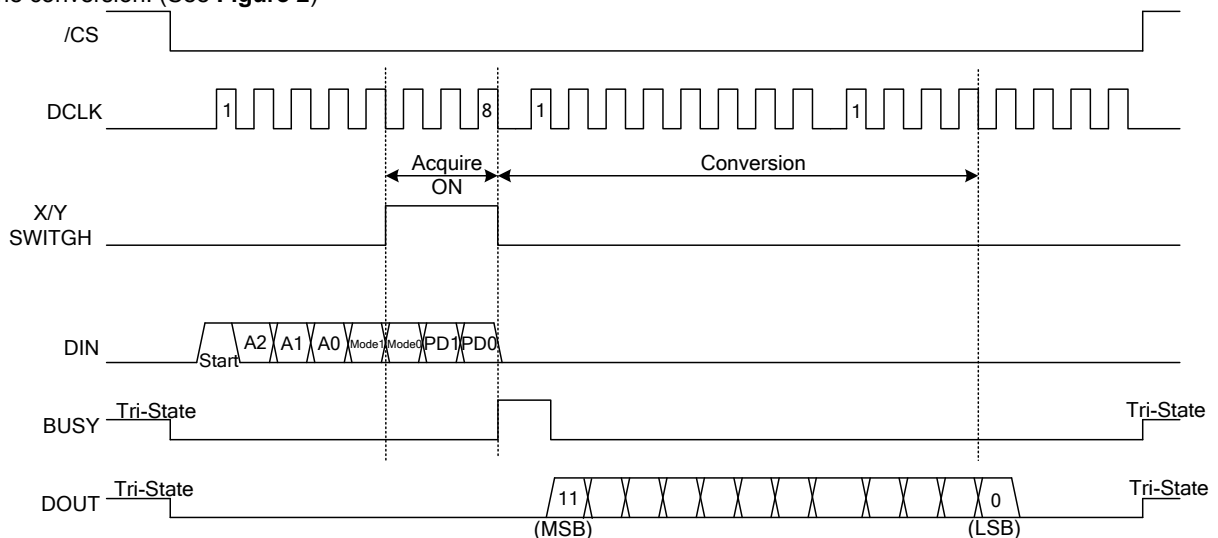 conversion. (See Figure 2)
/CS
DCLK
1
8
1
1
Acquire
ON
Conversion
X/Y
SWITGH
DIN
Start
A2
A1
A0
Mode1
Mode0
PD1
PD0
BUSY
Tri-State
Tri-State
DOUT
Tri-State
11
(MSB)
0
(LSB)
Tri-State